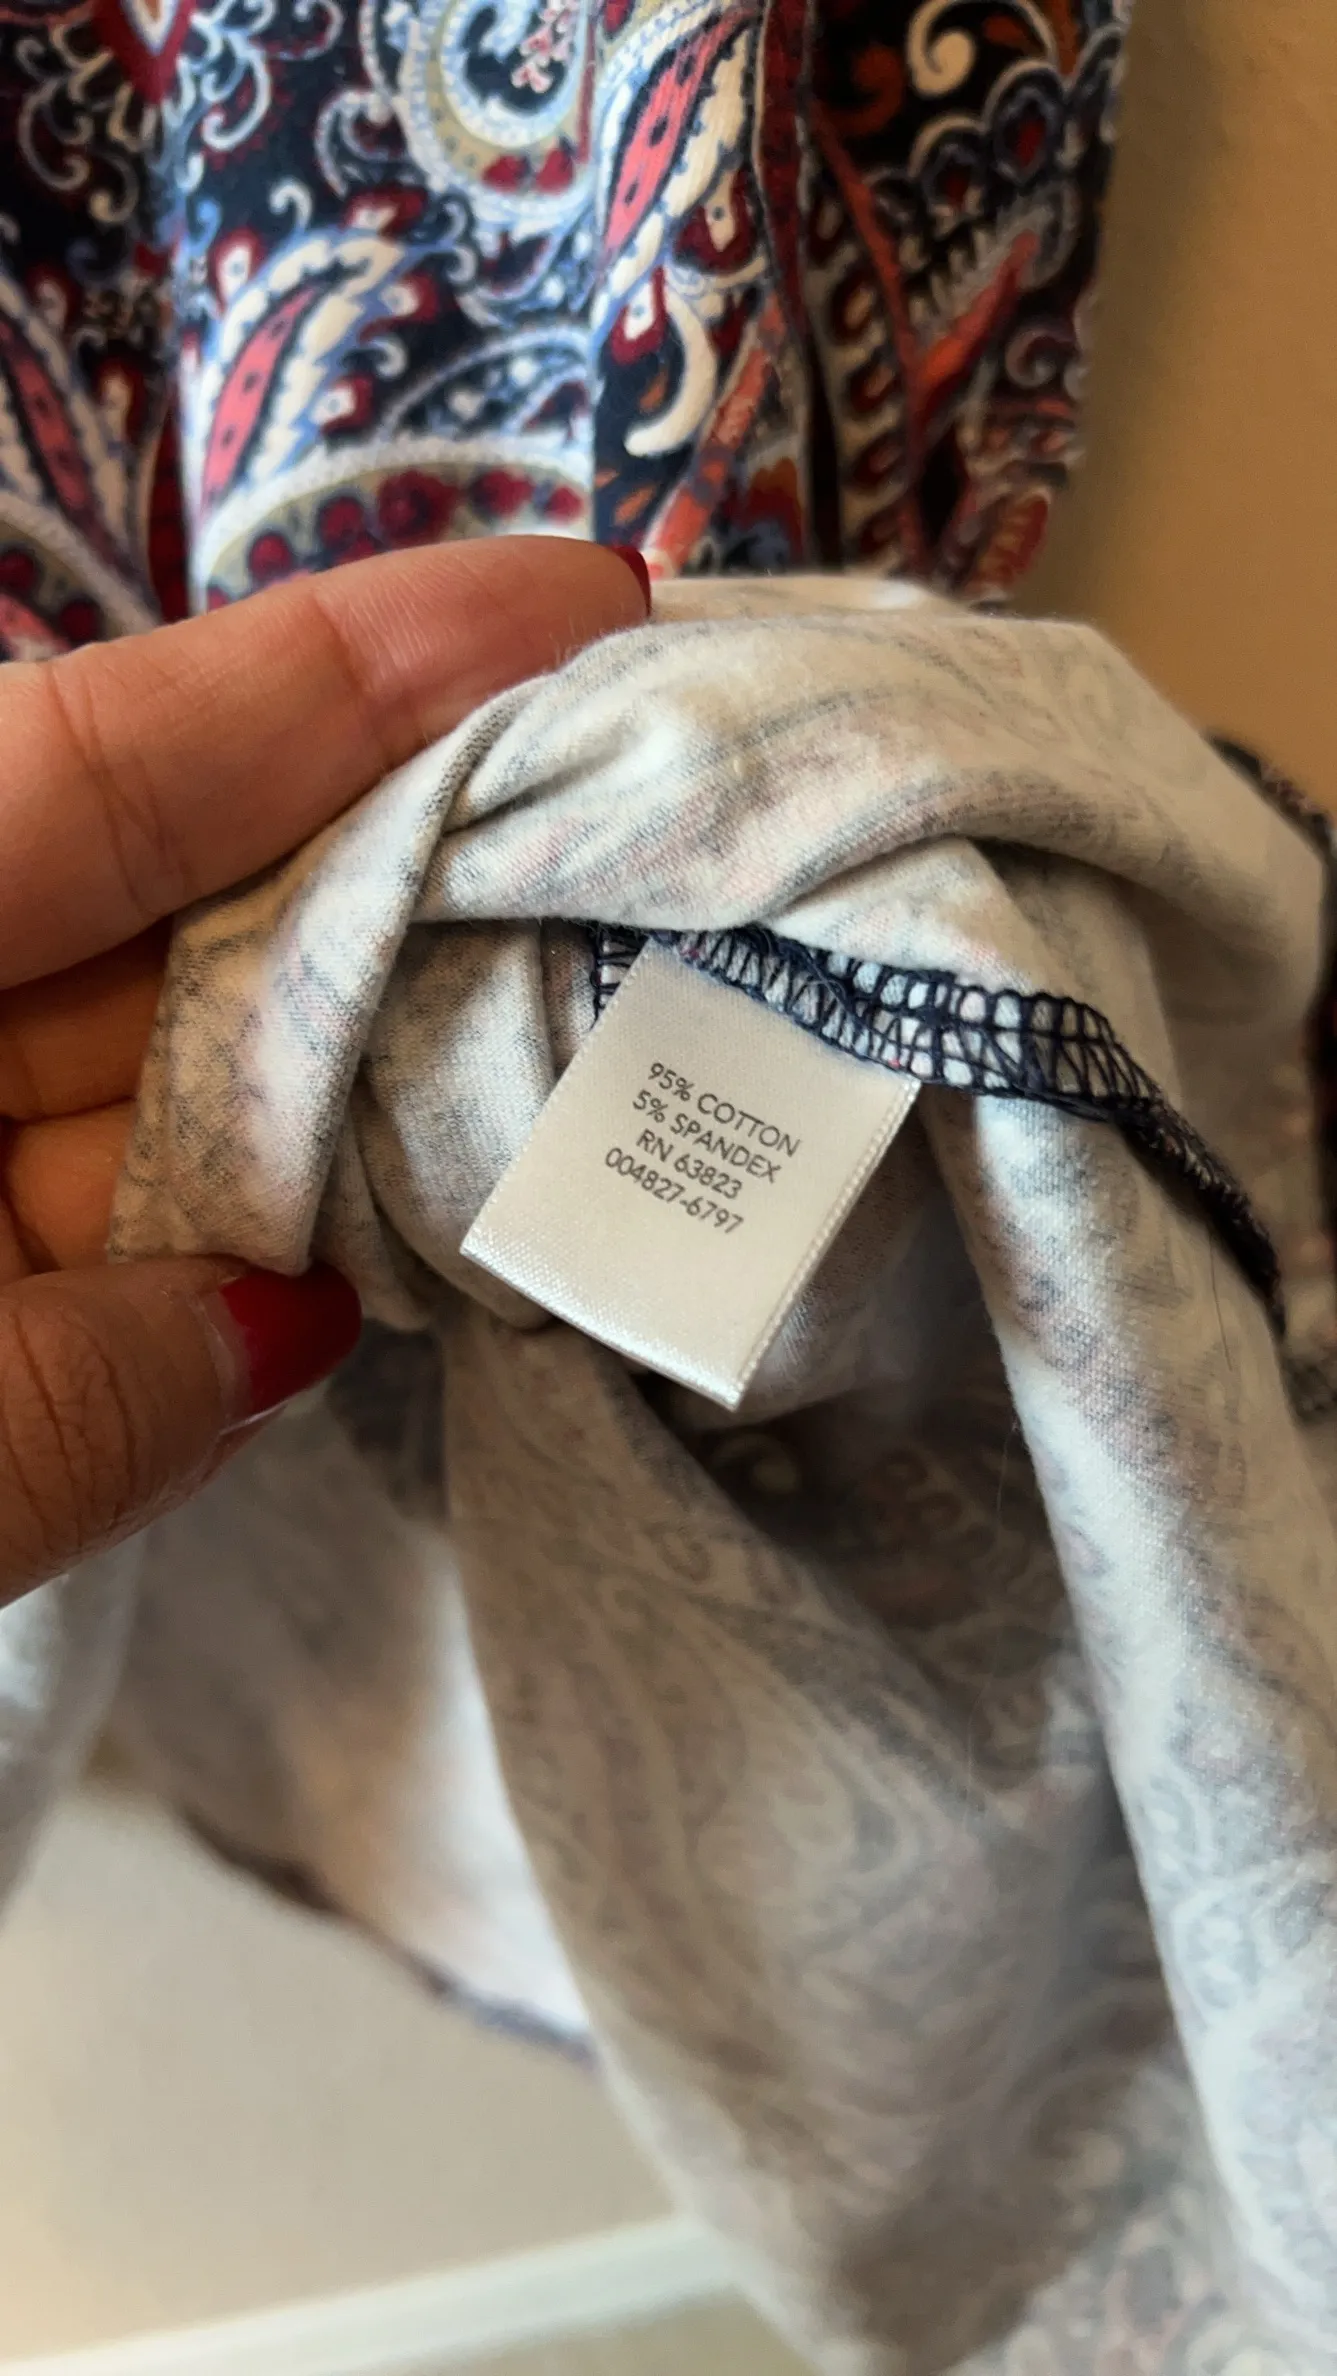 95% COTTON
5% SPANDEX
RN 63823
004827-6797